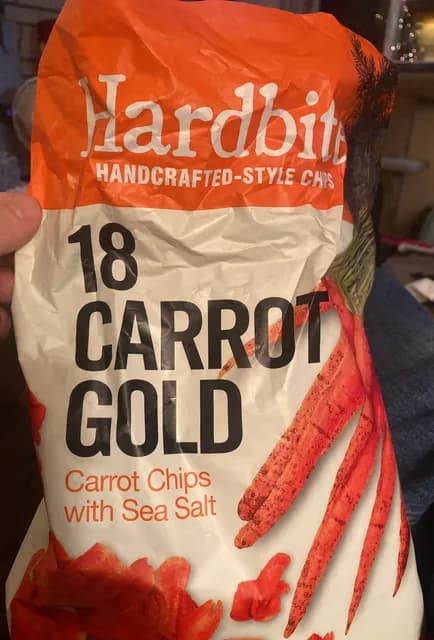 Hardbite
HANDCRAFTED-STYLE CHIPS
18
CARROT
GOLD
Carrot Chips
with Sea Salt